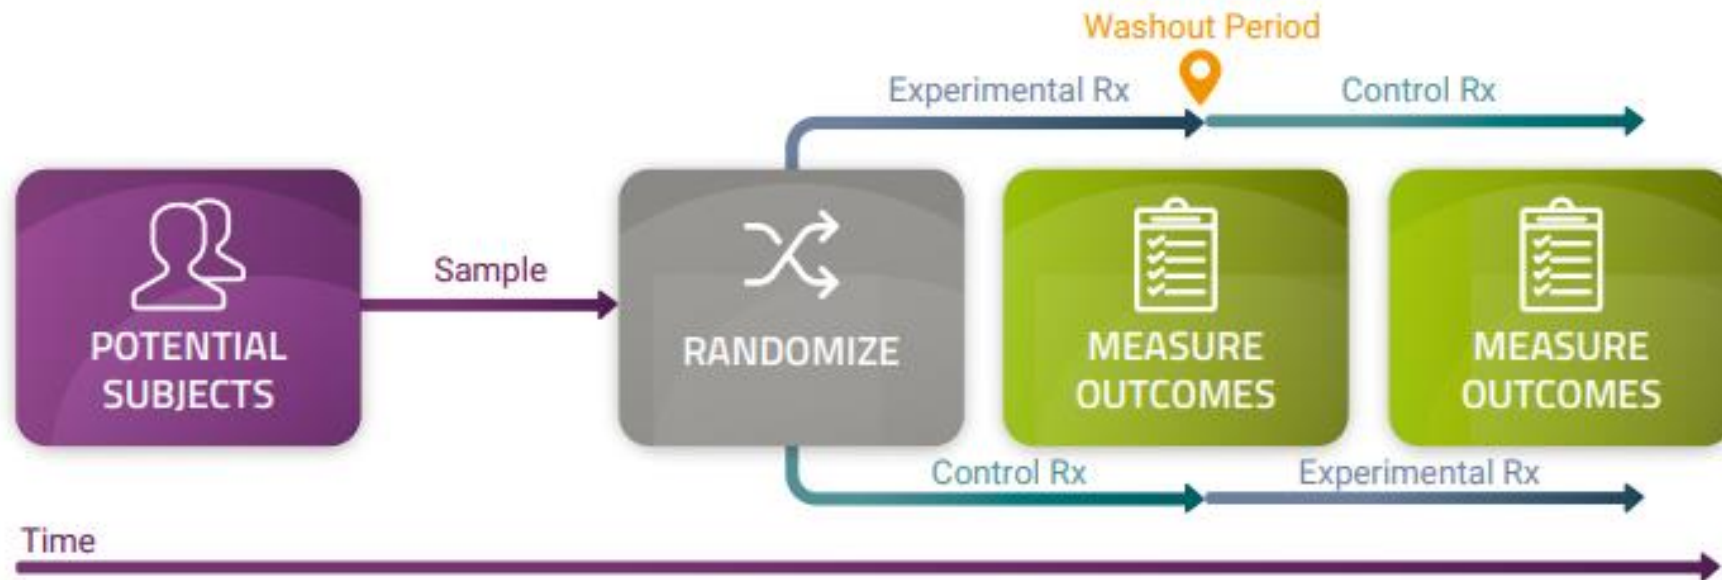 Washout Period
Experimental Rx
Control Rx
POTENTIAL
SUBJECTS
Sample
RANDOMIZE
MEASURE
OUTCOMES
MEASURE
OUTCOMES
Control Rx
Experimental Rx
Time